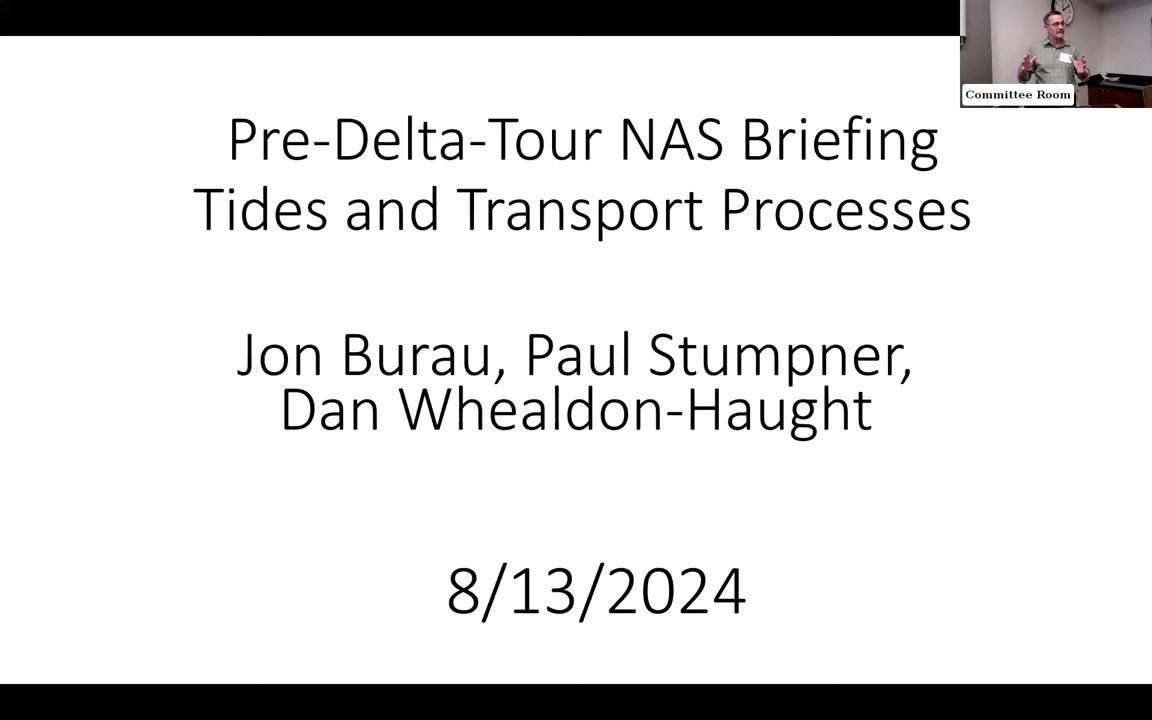 Committee Room
Pre-Delta-Tour NAS Briefing
Tides and Transport Processes
Jon Burau, Paul Stumpner,
Dan Whealdon-Haught
8/13/2024